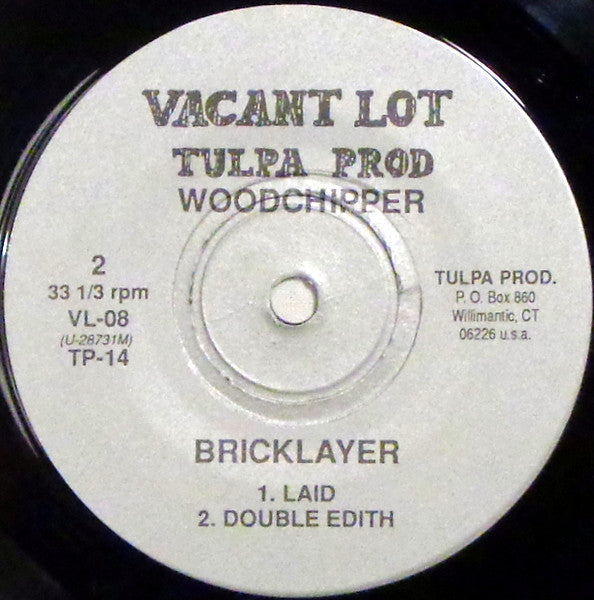 VACANT LOT
TULPA PROD
WOODCHIPPER
2
33 1/3 rpm
VL-08
(U-28731M)
TP-14
TULPA PROD.
P. O. Box 860
Willimantic, CT
06226 u.s.a.
BRICKLAYER
1. LAID
2. DOUBLE EDITH